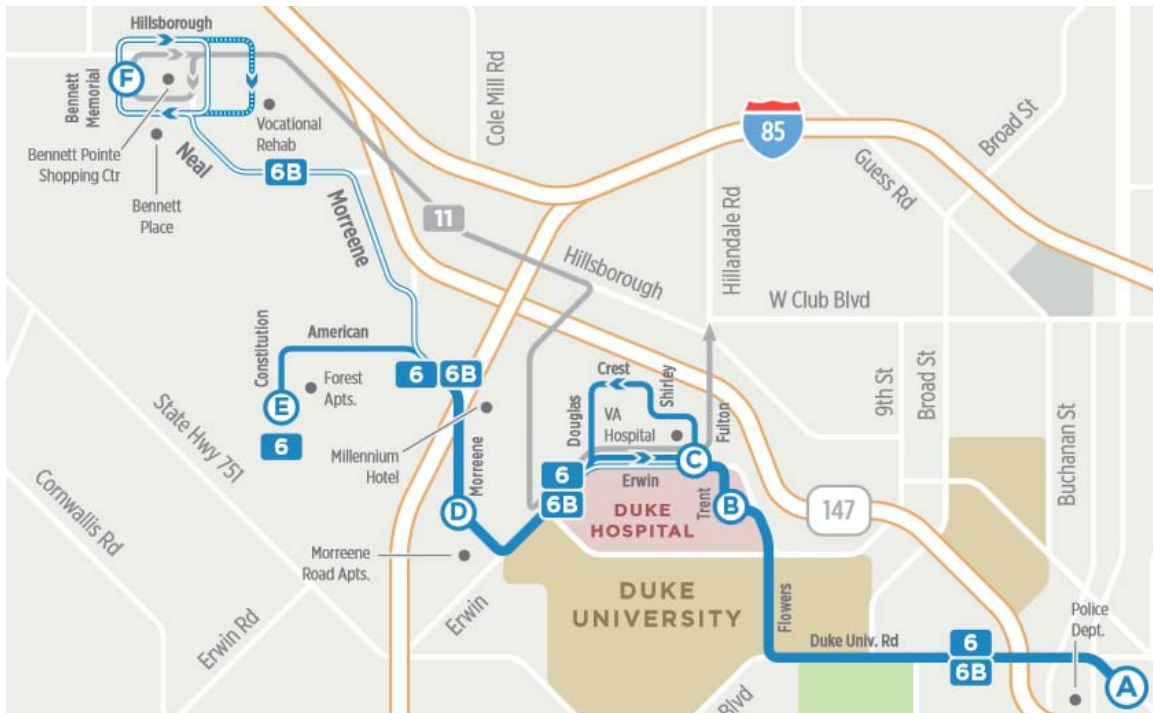 Hillsborough
F
Bennett
Memorial
Bennett Pointe
Shopping Ctr
Vocational
Rehab
Neal
6B
Bennett
Place
Morreene
11
Cole Mill Rd
85
Broad St
Guess Rd
Hillandale Rd
Hillsborough
W Club Blvd
American
Constitution
Forest
Apts.
E
6
6
6B
Millennium
Hotel
Morreene
D
Morreene
Road Apts.
State Hwy 751
Cornwallis Rd
Erwin Rd
Erwin
Crest
Shirley
Douglas
VA
Hospital
Fulton
C
Erwin
6
6B
Trent
B
DUKE
HOSPITAL
147
9th St
Broad St
Buchanan St
DUKE
UNIVERSITY
Flowers
Duke Univ. Rd
6
6B
Police
Dept.
A
Blvd